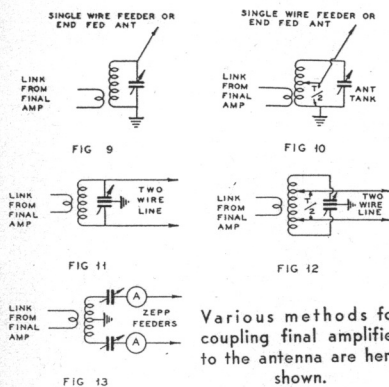 SINGLE WIRE FEEDER OR
END FED ANT
LINK
FROM
FINAL
AMP
FIG 9
SINGLE WIRE FEEDER OR
END FED ANT
LINK
FROM
FINAL
AMP
T/2
ANT
TANK
FIG 10
LINK
FROM
FINAL
AMP
TWO
WIRE
LINE
FIG 11
LINK
FROM
FINAL
AMP
T/2
TWO
WIRE
LINE
FIG 12
LINK
FROM
FINAL
AMP
A
ZEPP
FEEDERS
A
FIG 13
Various methods fo
coupling final amplifie
to the antenna are her
shown.